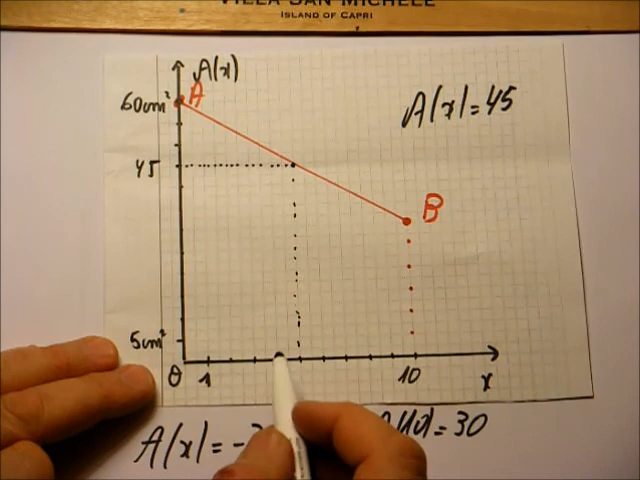 VILLA SAN MICHELE
ISLAND OF CAPRI
A(x)
60cm² A
A(x)=45
45
B
5cm²
0 1 10 x
A(x)=- =30